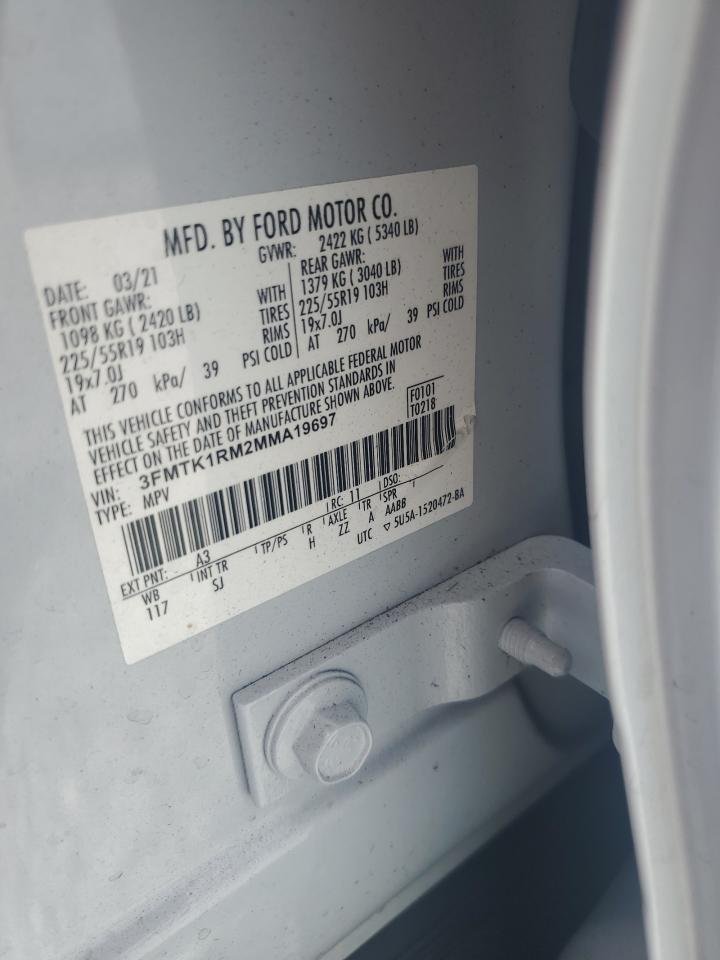 MFD. BY FORD MOTOR CO.
DATE: 03/21 GVWR: 2422 KG ( 5340 LB)
FRONT GAWR: REAR GAWR:
1098 KG ( 2420 LB) WITH 1379 KG ( 3040 LB) WITH
225/55R19 103H TIRES 225/55R19 103H TIRES
19x7.0J RIMS 19x7.0J RIMS
AT 270 kPa/ 39 PSI COLD AT 270 kPa/ 39 PSI COLD
THIS VEHICLE CONFORMS TO ALL APPLICABLE FEDERAL MOTOR
VEHICLE SAFETY AND THEFT PREVENTION STANDARDS IN
EFFECT ON THE DATE OF MANUFACTURE SHOWN ABOVE.
VIN: 3FMTK1RM2MMA19697 F0101
TYPE: MPV T0218
EXT PNT: A3 RC: 11 DSO:
WB INT TR TP/PS R AXLE TR SPR
117 SJ H ZZ A AABB
UTC ▽ 5U5A-1520472-BA